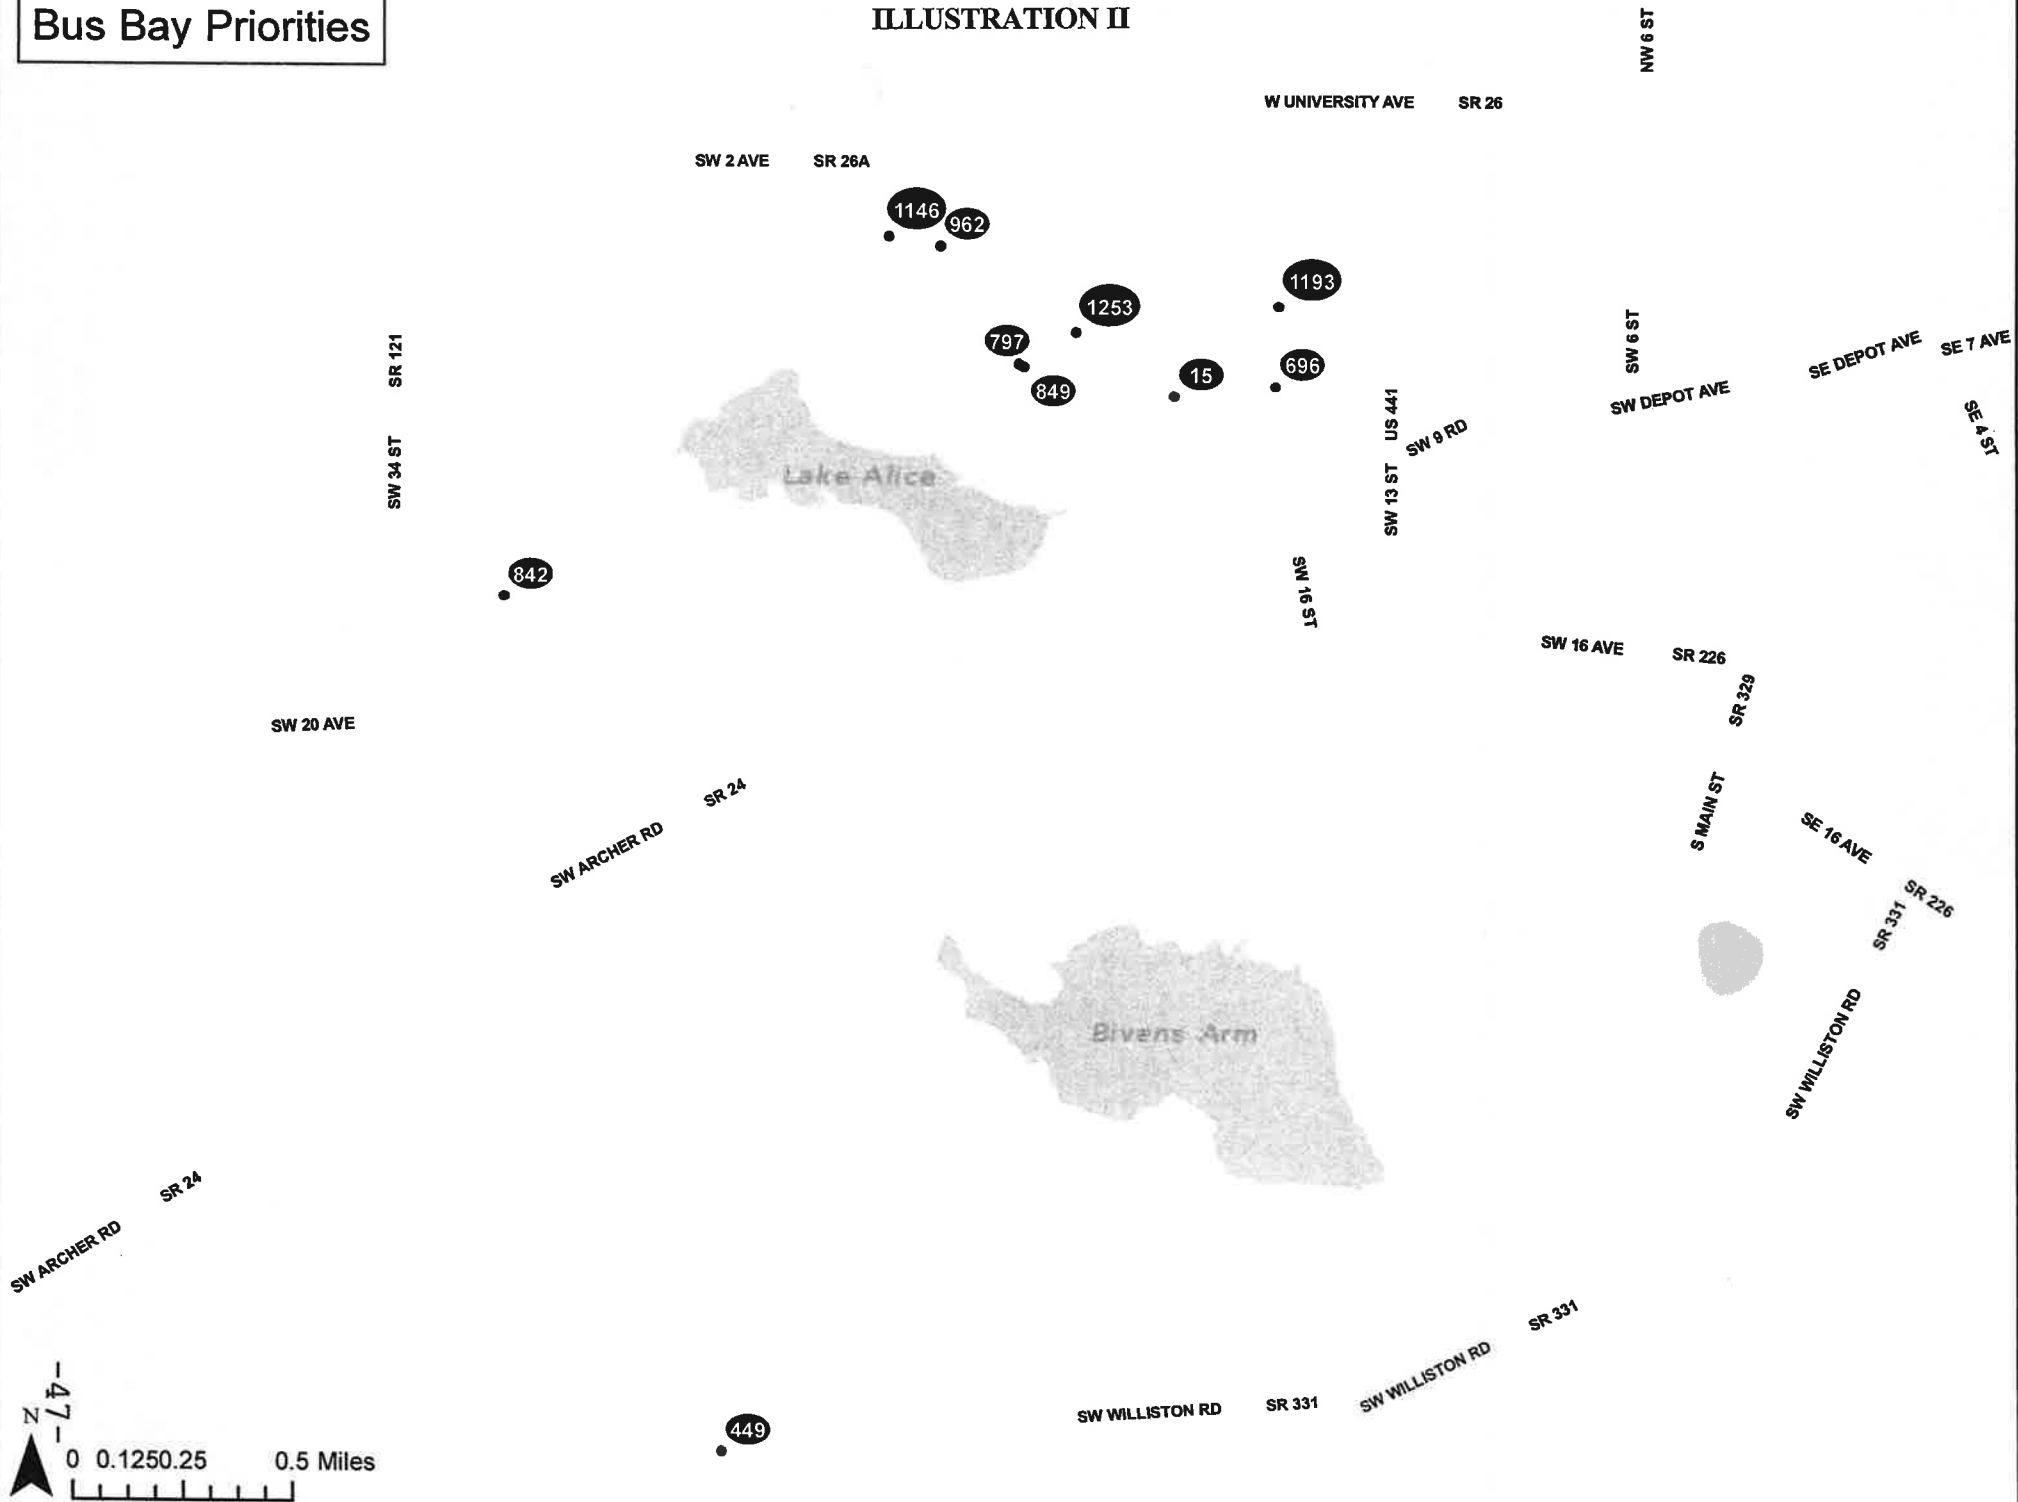 Bus Bay Priorities
ILLUSTRATION II
NW 6 ST
W UNIVERSITY AVE SR 26
SW 2 AVE SR 26A
1146
962
1193
1253
797
849
15
696
SR 121
SW 34 ST
US 441
SW 13 ST
SW 9 RD
SW 6 ST
SW DEPOT AVE
SE DEPOT AVE
SE 7 AVE
SE 4 ST
Lake Alice
842
SW 16 ST
SW 16 AVE SR 226
SR 329
S MAIN ST
SW 20 AVE
SR 24
SW ARCHER RD
SE 16 AVE
SR 226
SR 331
SW WILLISTON RD
Bivens Arm
SR 24
SW ARCHER RD
SR 331
SW WILLISTON RD
SW WILLISTON RD SR 331
449
-47-
N
0 0.1250.25 0.5 Miles